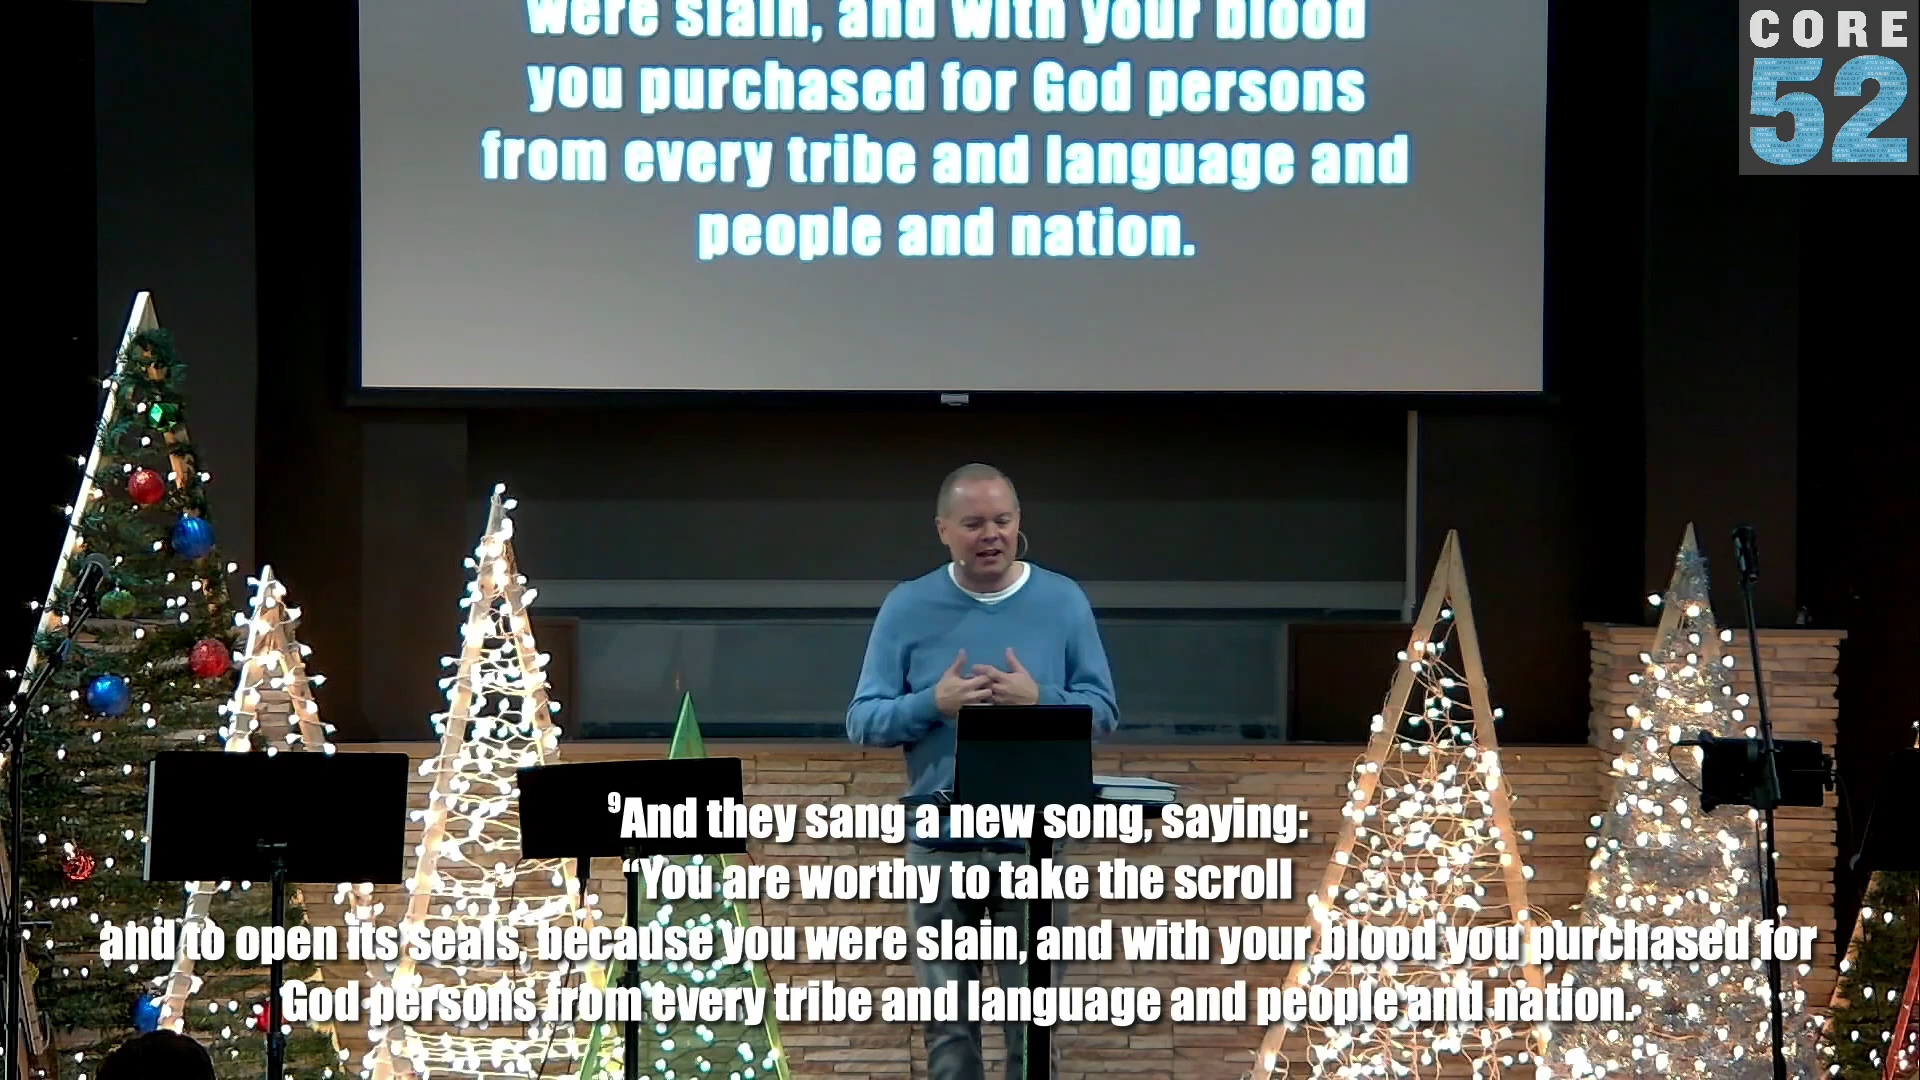 were slain, and with your blood
you purchased for God persons
from every tribe and language and
people and nation.
CORE
52
⁹And they sang a new song, saying:
“You are worthy to take the scroll
and to open its seals, because you were slain, and with your blood you purchased for
God persons from every tribe and language and people and nation.